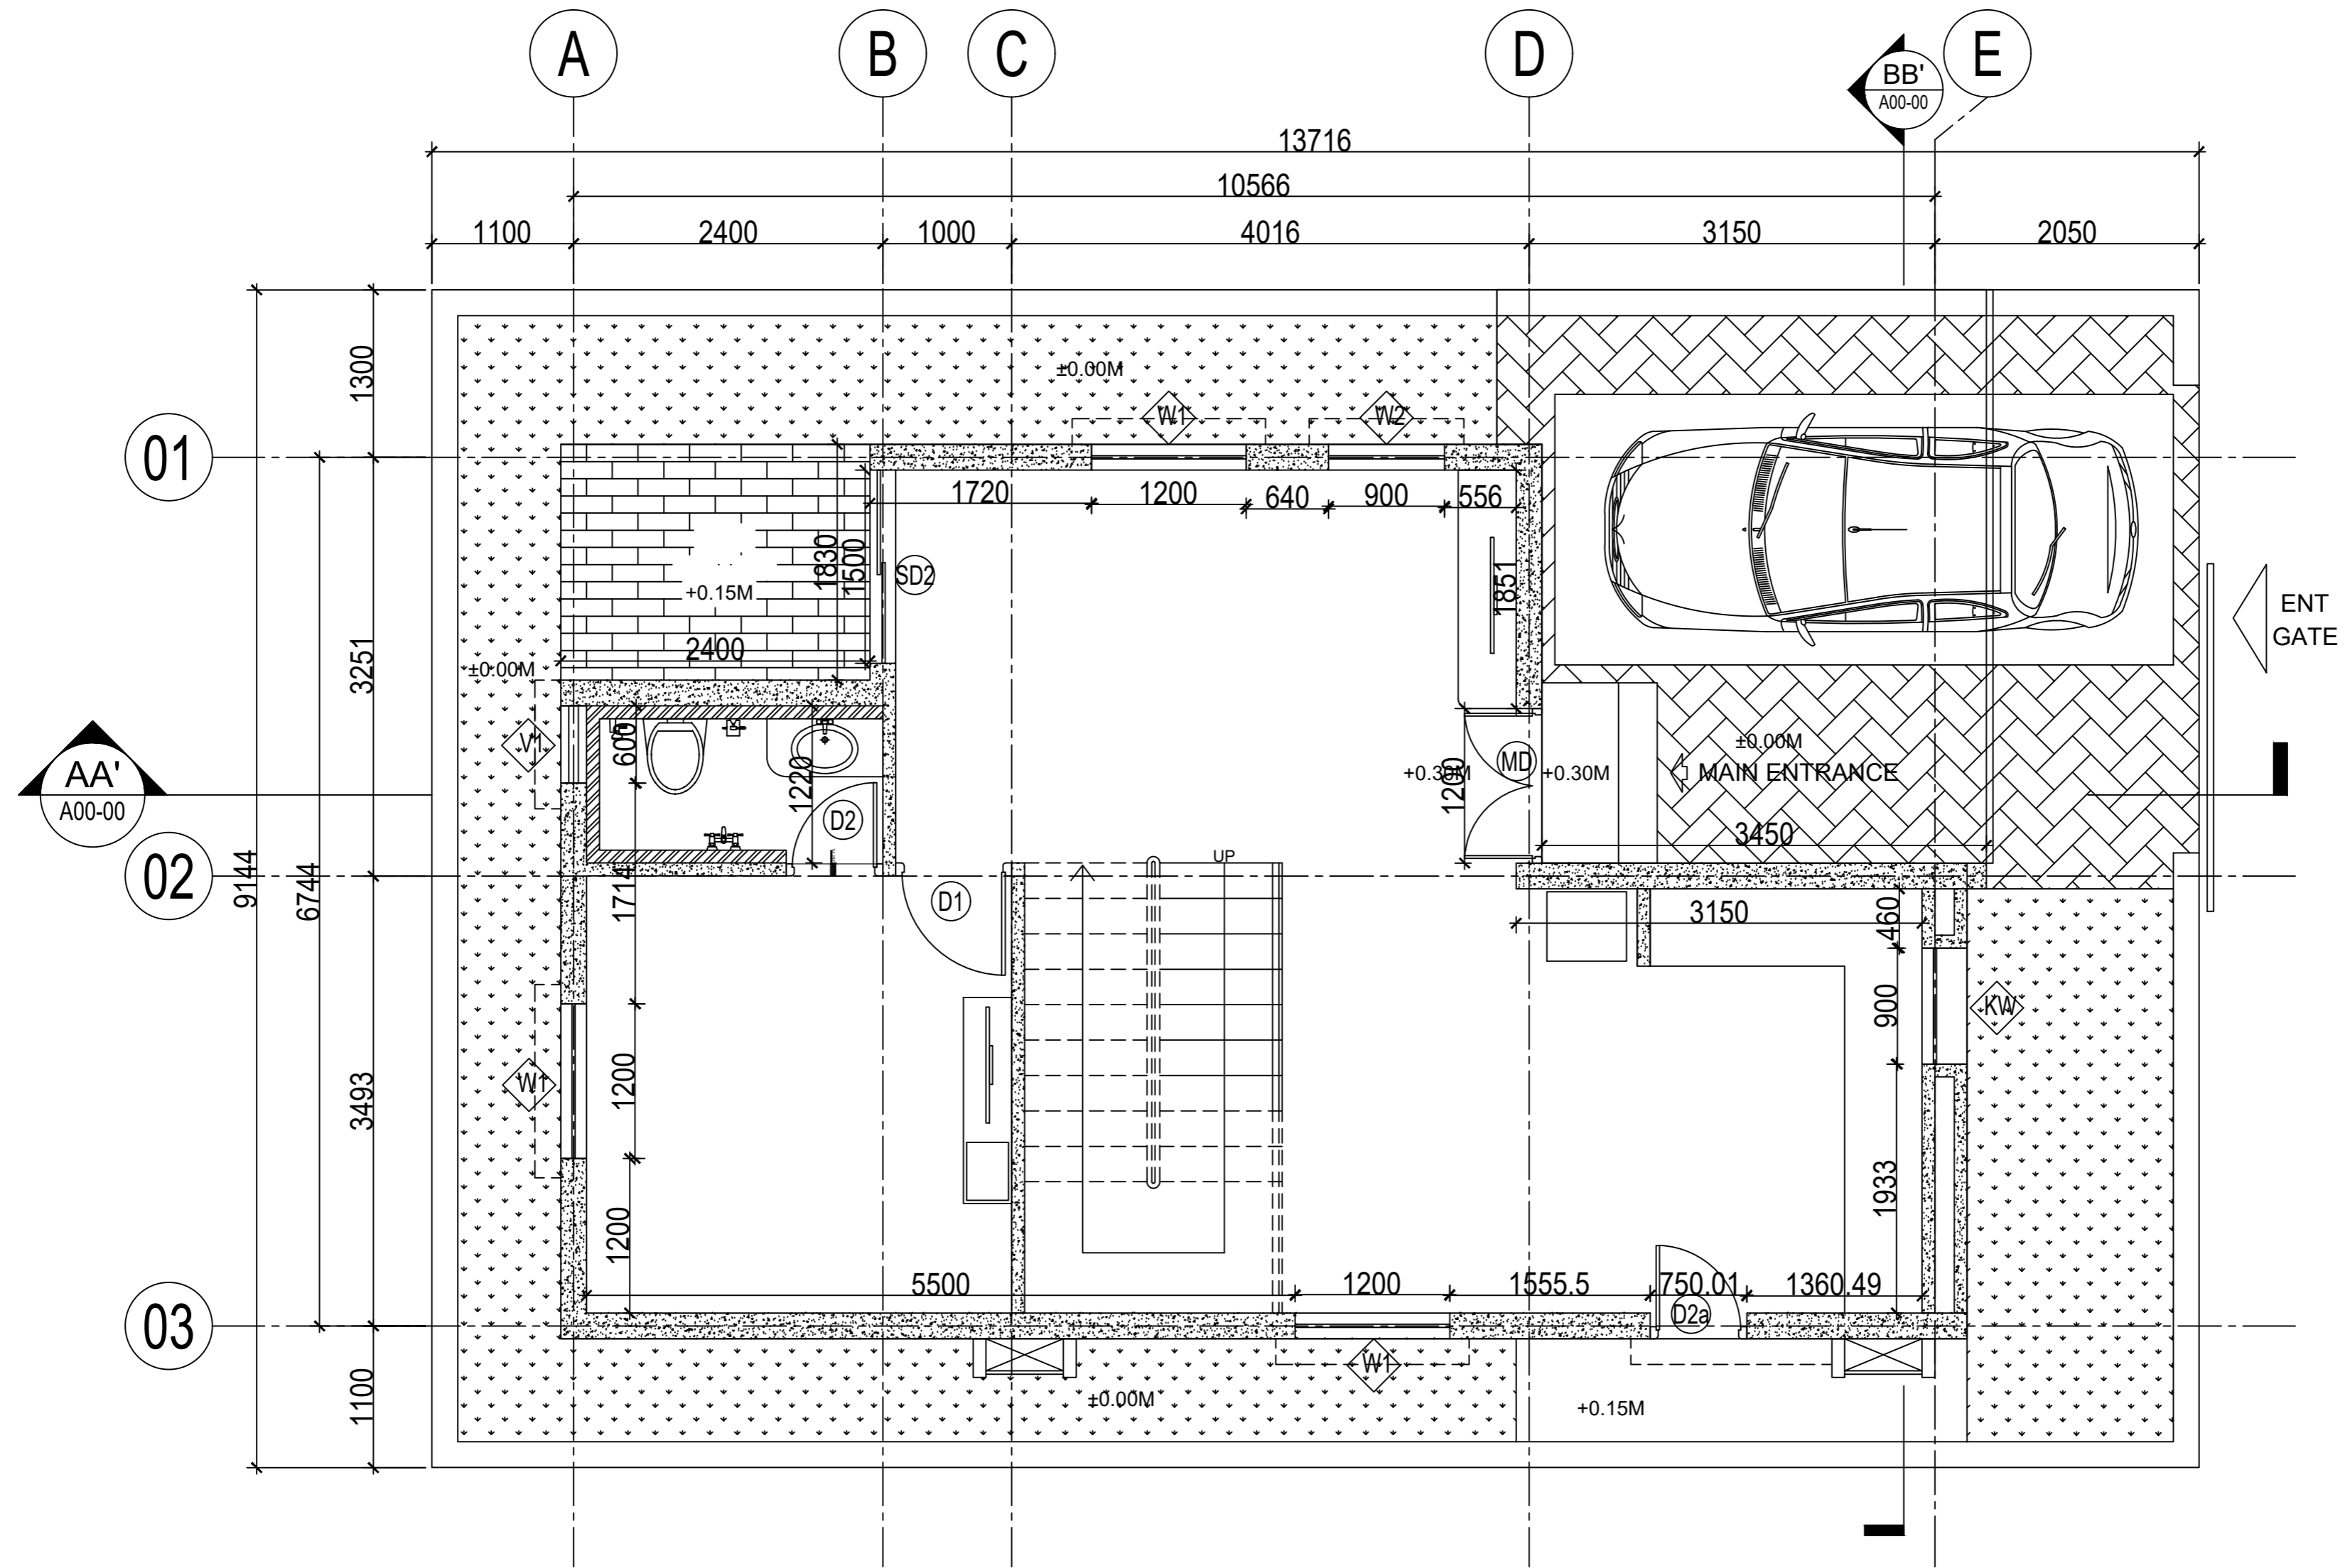 A
B
C
D
E
BB'
A00-00
13716
10566
1100
2400
1000
4016
3150
2050
1300
±0.00M
W1
W2
01
1720
1200
640
900
556
1830
1500
SD2
1851
+0.15M
2400
ENT
GATE
3251
±0.00M
V1
600
1220
±0.00M
MD
+0.30M
+0.30M
MAIN ENTRANCE
1200
AA'
A00-00
D2
3450
UP
02
9144
6744
1714
D1
3150
460
900
KW
W1
1200
3493
1933
1200
5500
1200
1555.5
750.01
1360.49
D2a
03
W1
1100
±0.00M
+0.15M